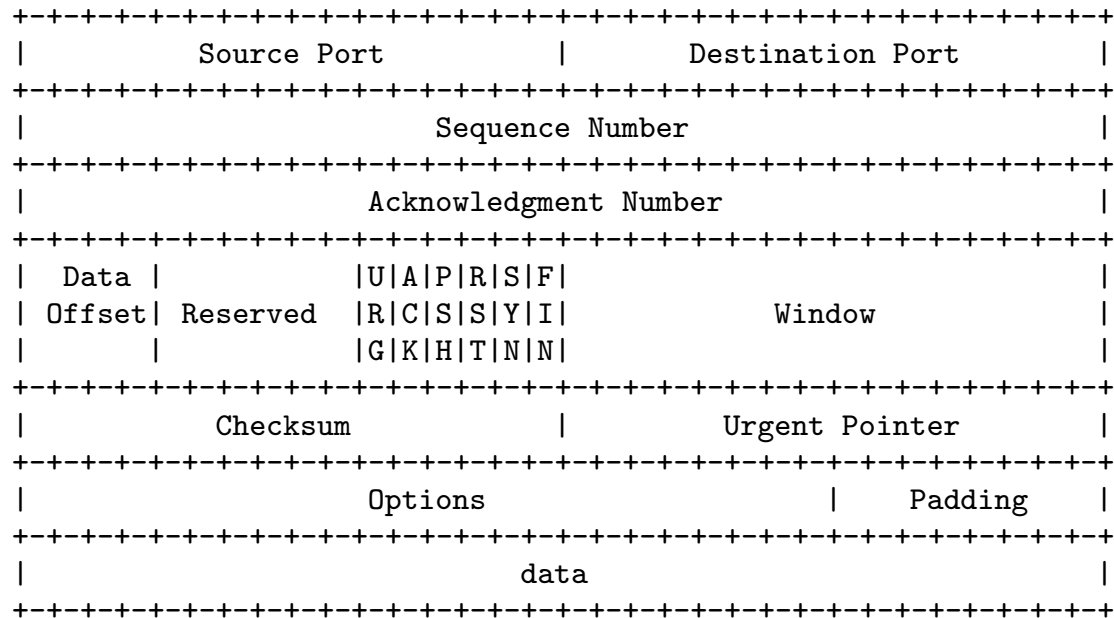 +-+-+-+-+-+-+-+-+-+-+-+-+-+-+-+-+-+-+-+-+-+-+-+-+-+-+-+-+-+-+-+-+
|          Source Port          |       Destination Port        |
+-+-+-+-+-+-+-+-+-+-+-+-+-+-+-+-+-+-+-+-+-+-+-+-+-+-+-+-+-+-+-+-+
|                        Sequence Number                        |
+-+-+-+-+-+-+-+-+-+-+-+-+-+-+-+-+-+-+-+-+-+-+-+-+-+-+-+-+-+-+-+-+
|                    Acknowledgment Number                      |
+-+-+-+-+-+-+-+-+-+-+-+-+-+-+-+-+-+-+-+-+-+-+-+-+-+-+-+-+-+-+-+-+
|  Data |           |U|A|P|R|S|F|                               |
| Offset| Reserved  |R|C|S|S|Y|I|            Window             |
|       |           |G|K|H|T|N|N|                               |
+-+-+-+-+-+-+-+-+-+-+-+-+-+-+-+-+-+-+-+-+-+-+-+-+-+-+-+-+-+-+-+-+
|           Checksum            |         Urgent Pointer        |
+-+-+-+-+-+-+-+-+-+-+-+-+-+-+-+-+-+-+-+-+-+-+-+-+-+-+-+-+-+-+-+-+
|                    Options                    |    Padding    |
+-+-+-+-+-+-+-+-+-+-+-+-+-+-+-+-+-+-+-+-+-+-+-+-+-+-+-+-+-+-+-+-+
|                             data                              |
+-+-+-+-+-+-+-+-+-+-+-+-+-+-+-+-+-+-+-+-+-+-+-+-+-+-+-+-+-+-+-+-+